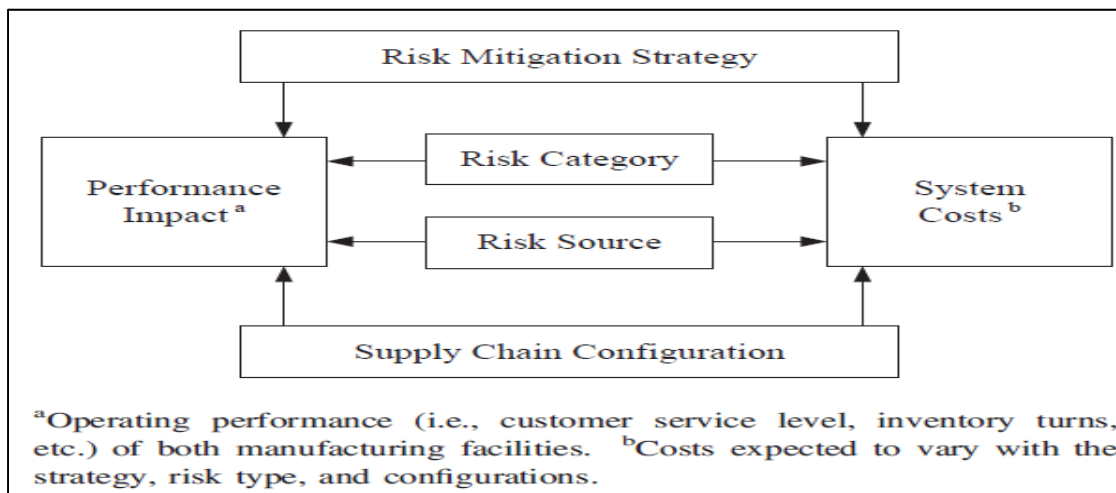 Risk Mitigation Strategy
Risk Category
Performance
Impact a
System
Costs b
Risk Source
Supply Chain Configuration
aOperating performance (i.e., customer service level, inventory turns,
etc.) of both manufacturing facilities. bCosts expected to vary with the
strategy, risk type, and configurations.